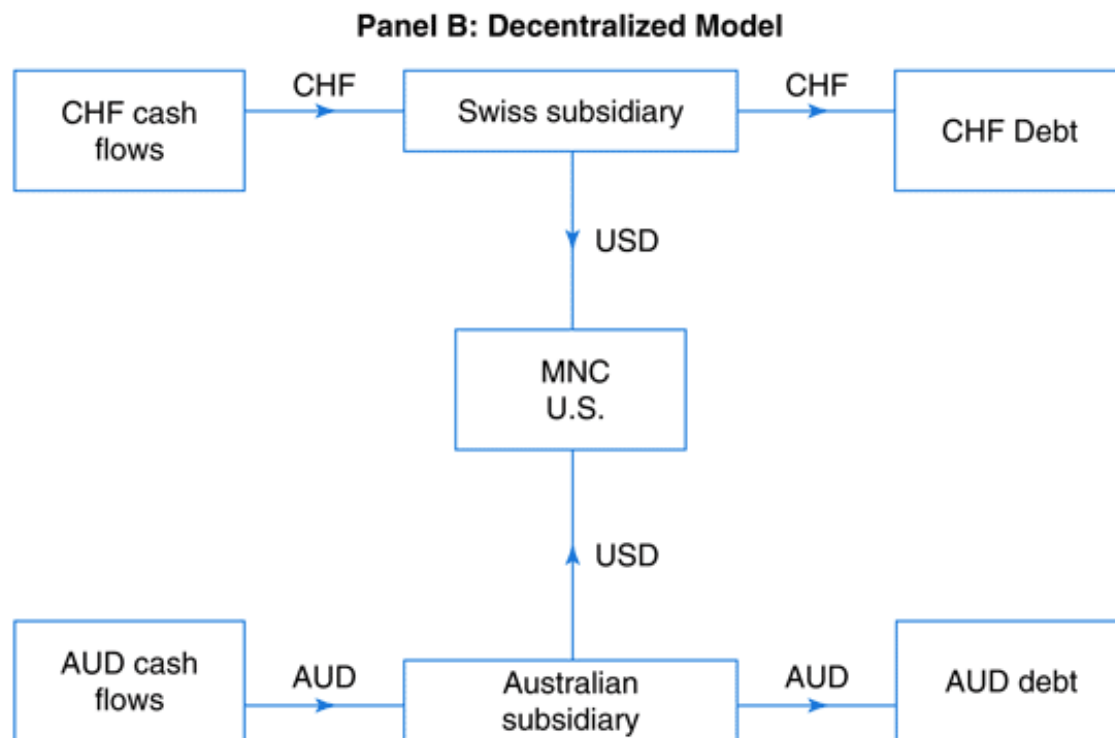 Panel B: Decentralized Model
CHF cash
flows
CHF
Swiss subsidiary
CHF
CHF Debt
USD
MNC
U.S.
USD
AUD cash
flows
AUD
Australian
subsidiary
AUD
AUD debt